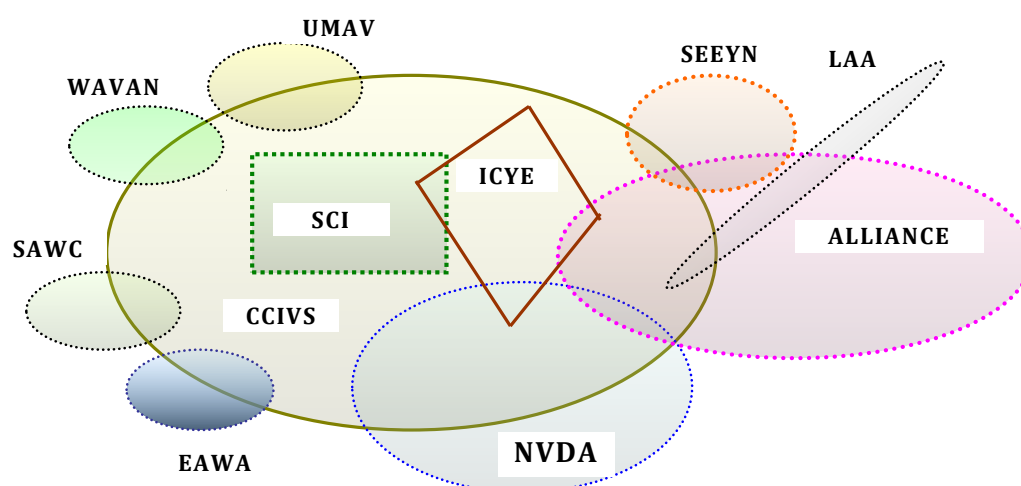 UMAV
SEEYN
LAA
WAVAN
ICYE
SCI
ALLIANCE
SAWC
CCIVS
NVDA
EAWA